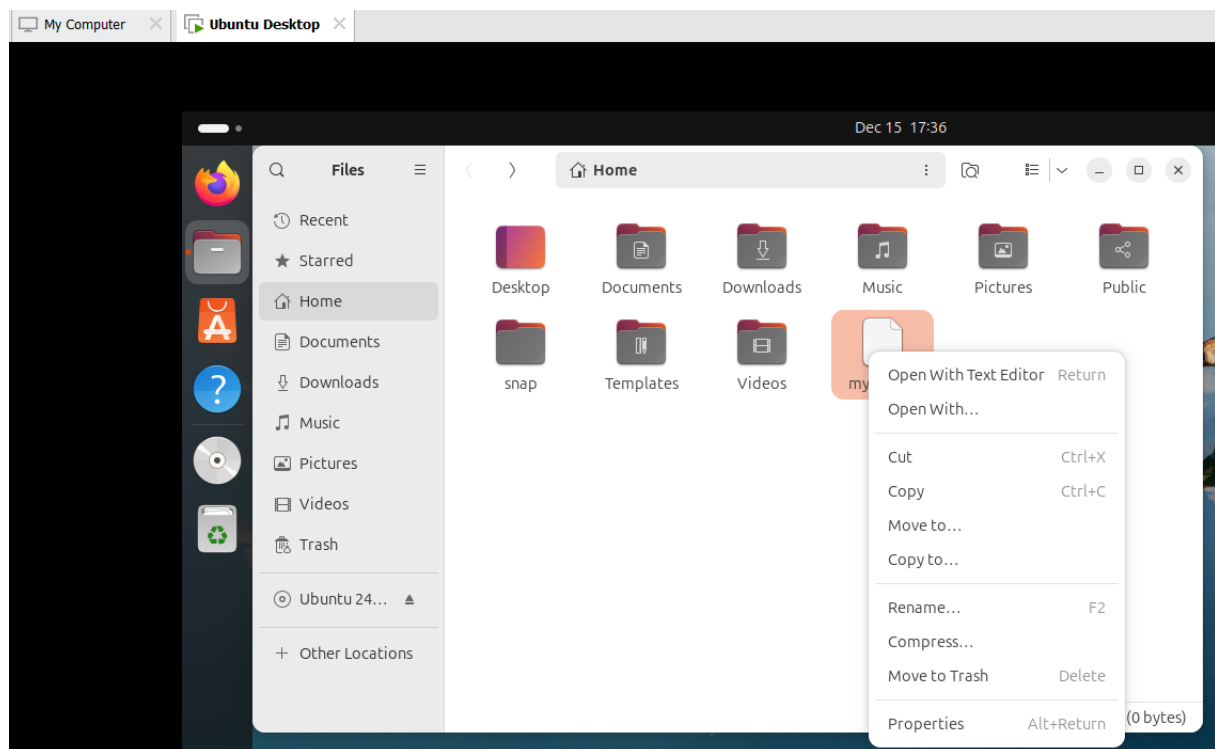 My Computer
Ubuntu Desktop
Dec 15 17:36
Files
Home
Recent
Starred
Home
Documents
Downloads
Music
Pictures
Videos
Trash
Ubuntu 24...
Other Locations
Desktop
Documents
Downloads
Music
Pictures
Public
snap
Templates
Videos
my
Open With Text Editor Return
Open With...
Cut Ctrl+X
Copy Ctrl+C
Move to...
Copy to...
Rename... F2
Compress...
Move to Trash Delete
Properties Alt+Return
(0 bytes)